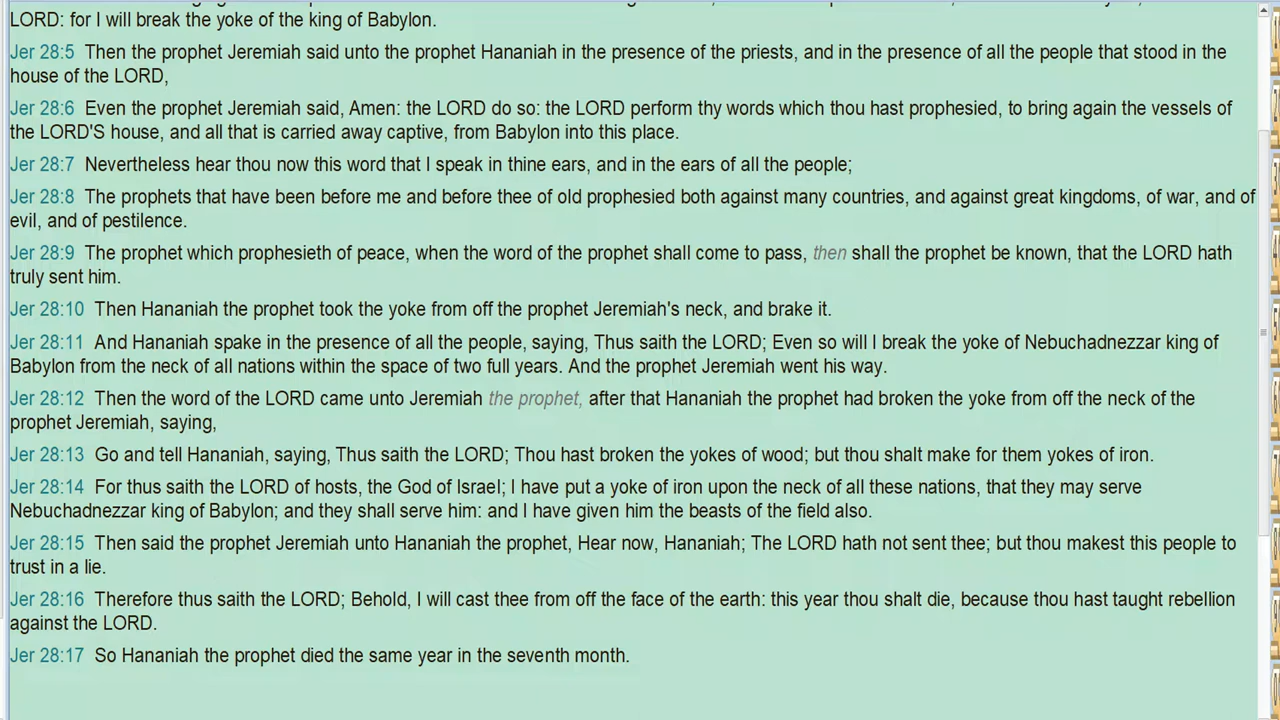 LORD: for I will break the yoke of the king of Babylon.
Jer 28:5 Then the prophet Jeremiah said unto the prophet Hananiah in the presence of the priests, and in the presence of all the people that stood in the
house of the LORD,
Jer 28:6 Even the prophet Jeremiah said, Amen: the LORD do so: the LORD perform thy words which thou hast prophesied, to bring again the vessels of
the LORD'S house, and all that is carried away captive, from Babylon into this place.
Jer 28:7 Nevertheless hear thou now this word that I speak in thine ears, and in the ears of all the people;
Jer 28:8 The prophets that have been before me and before thee of old prophesied both against many countries, and against great kingdoms, of war, and of
evil, and of pestilence.
Jer 28:9 The prophet which prophesieth of peace, when the word of the prophet shall come to pass, then shall the prophet be known, that the LORD hath
truly sent him.
Jer 28:10 Then Hananiah the prophet took the yoke from off the prophet Jeremiah's neck, and brake it.
Jer 28:11 And Hananiah spake in the presence of all the people, saying, Thus saith the LORD; Even so will I break the yoke of Nebuchadnezzar king of
Babylon from the neck of all nations within the space of two full years. And the prophet Jeremiah went his way.
Jer 28:12 Then the word of the LORD came unto Jeremiah the prophet, after that Hananiah the prophet had broken the yoke from off the neck of the
prophet Jeremiah, saying,
Jer 28:13 Go and tell Hananiah, saying, Thus saith the LORD; Thou hast broken the yokes of wood; but thou shalt make for them yokes of iron.
Jer 28:14 For thus saith the LORD of hosts, the God of Israel; I have put a yoke of iron upon the neck of all these nations, that they may serve
Nebuchadnezzar king of Babylon; and they shall serve him: and I have given him the beasts of the field also.
Jer 28:15 Then said the prophet Jeremiah unto Hananiah the prophet, Hear now, Hananiah; The LORD hath not sent thee; but thou makest this people to
trust in a lie.
Jer 28:16 Therefore thus saith the LORD; Behold, I will cast thee from off the face of the earth: this year thou shalt die, because thou hast taught rebellion
against the LORD.
Jer 28:17 So Hananiah the prophet died the same year in the seventh month.